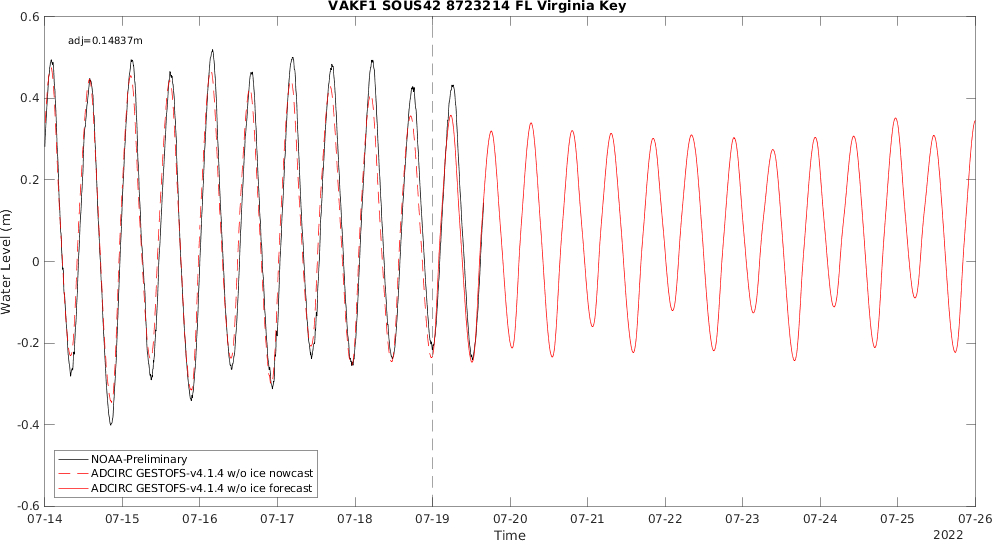 VAKF1 SOUS42 8723214 FL Virginia Key
adj=0.14837m
0.6
0.4
0.2
0
-0.2
-0.4
-0.6
Water Level (m)
NOAA-Preliminary
ADCIRC GESTOFS-v4.1.4 w/o ice nowcast
ADCIRC GESTOFS-v4.1.4 w/o ice forecast
07-14 07-15 07-16 07-17 07-18 07-19 07-20 07-21 07-22 07-23 07-24 07-25 07-26
Time
2022